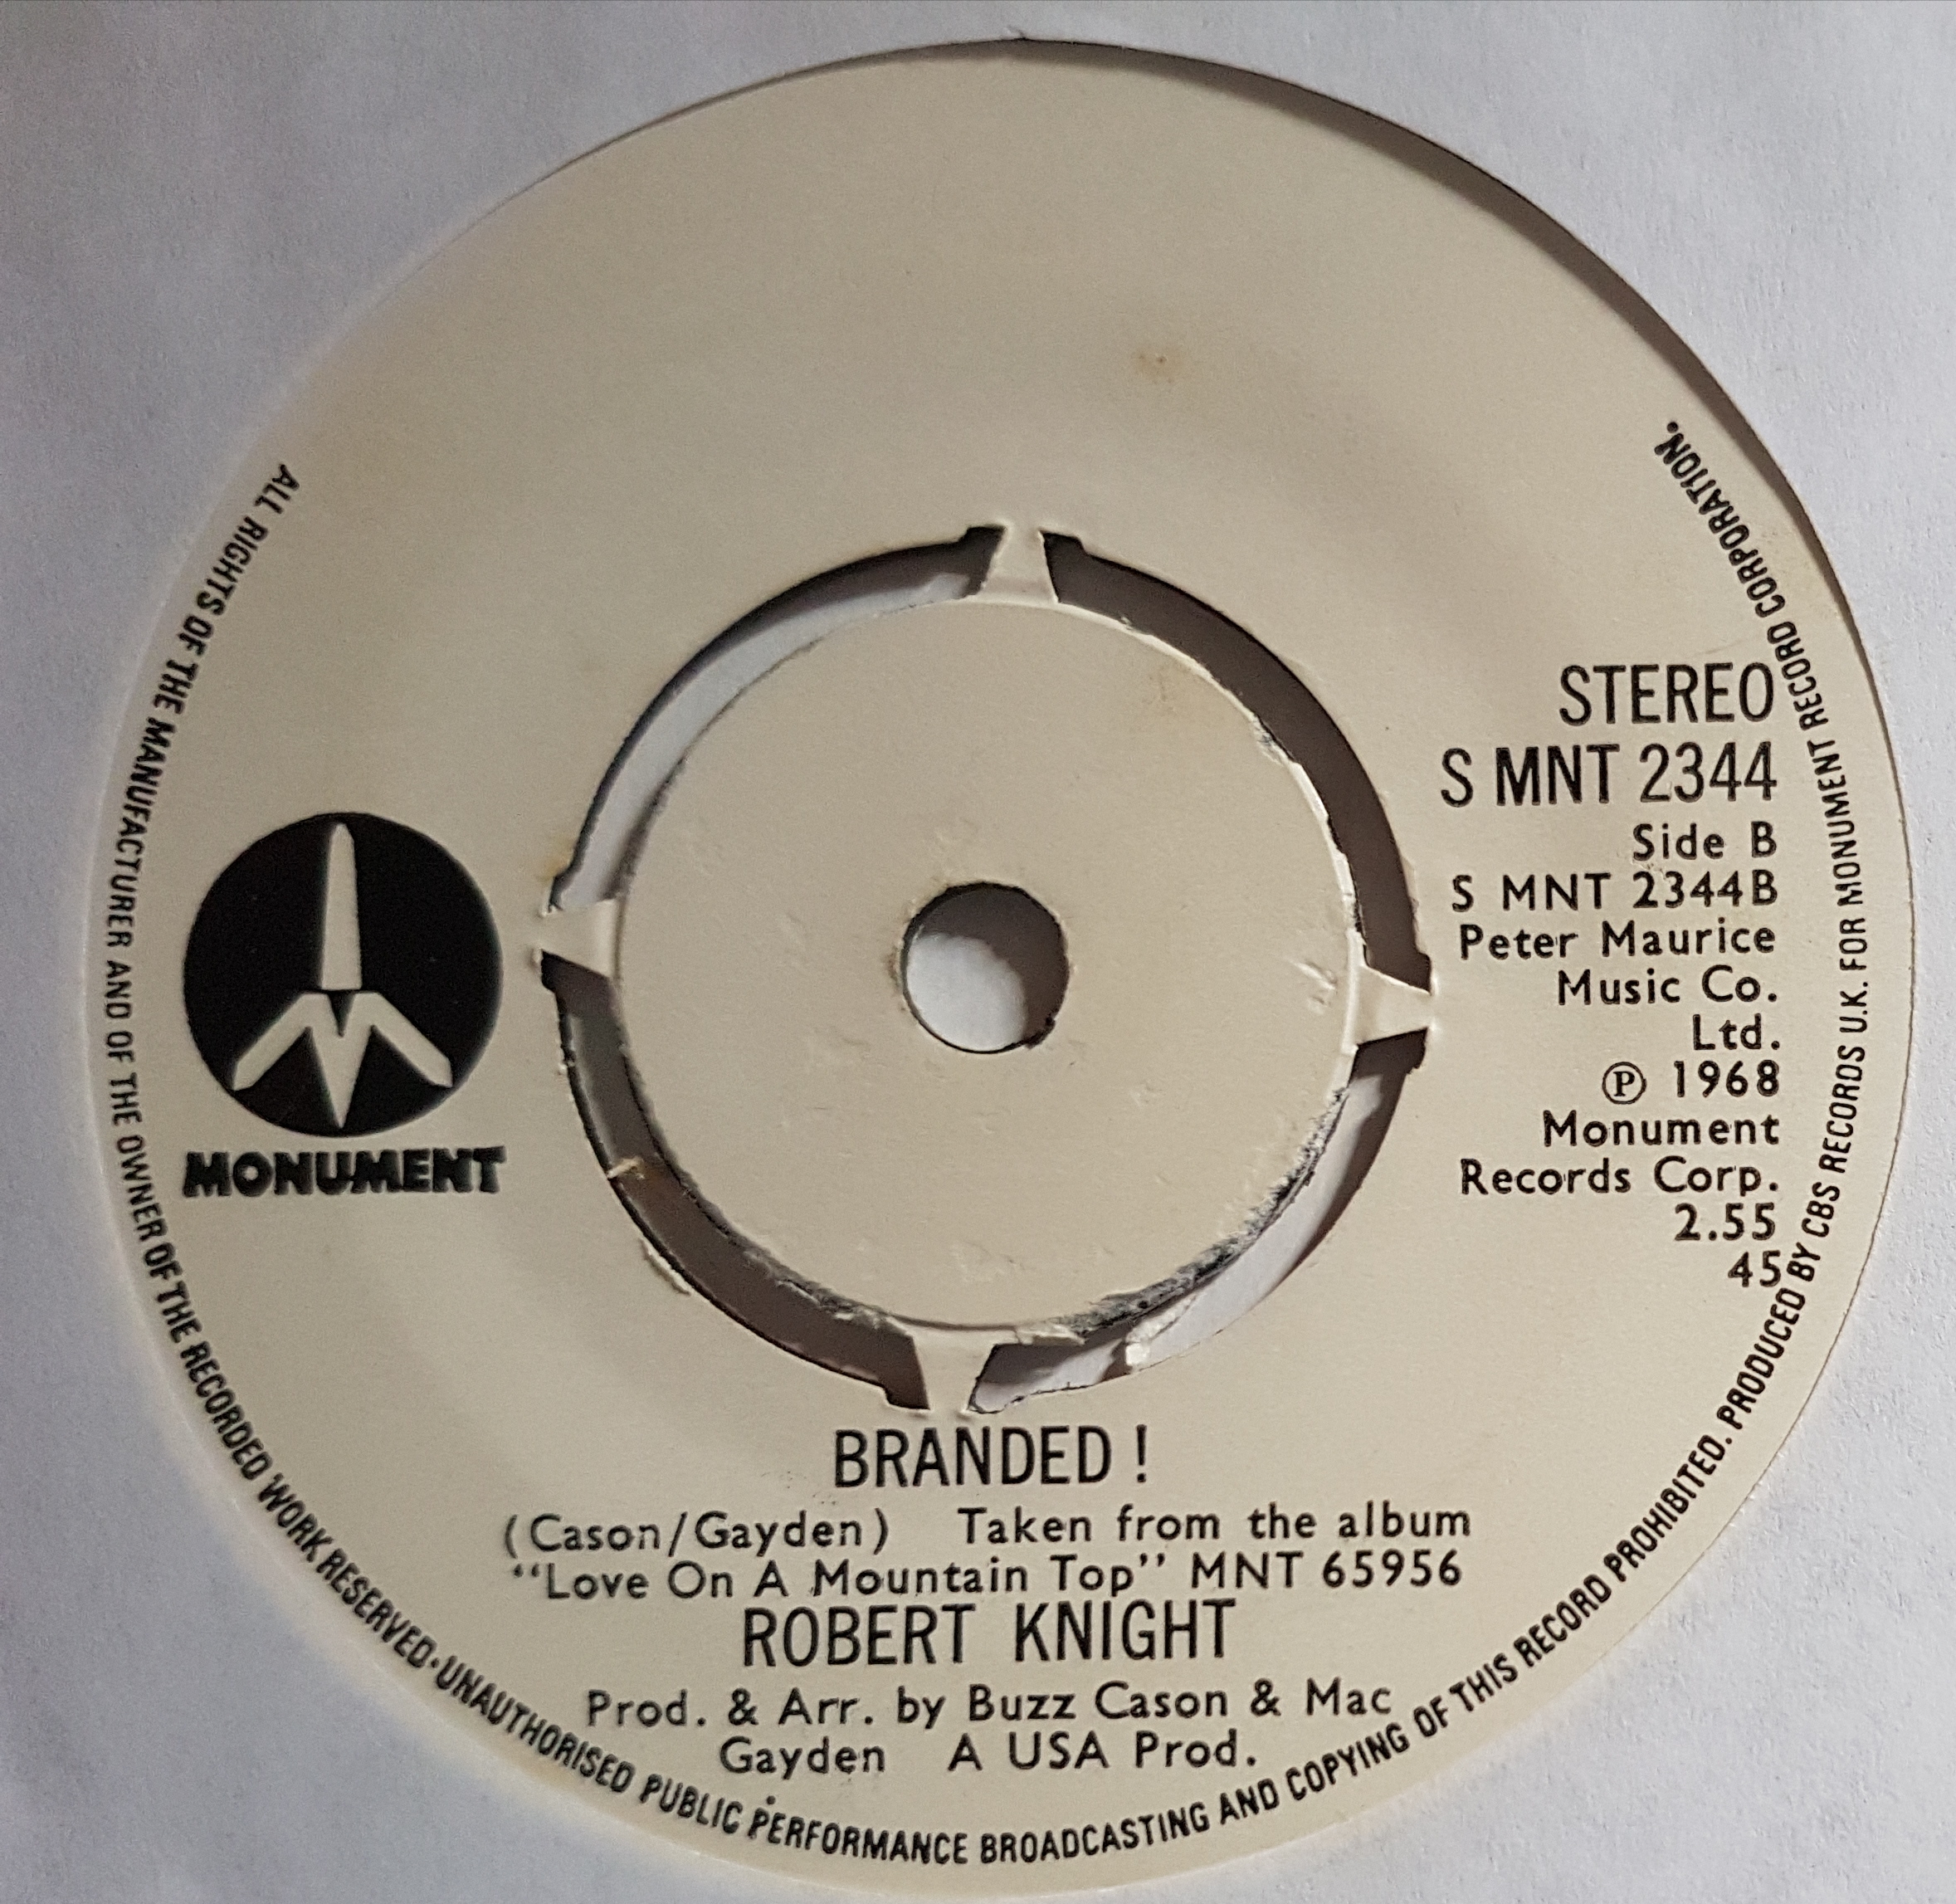 STEREO
S MNT 2344
Side B
S MNT 2344B
Peter Maurice
Music Co.
Ltd.
Ⓟ 1968
Monument
Records Corp.
2.55
45
MONUMENT
BRANDED !
(Cason/Gayden) Taken from the album
“Love On A Mountain Top” MNT 65956
ROBERT KNIGHT
Prod. & Arr. by Buzz Cason & Mac
Gayden A USA Prod.
ALL RIGHTS OF THE MANUFACTURER AND OF THE OWNER OF THE RECORDED WORK RESERVED·UNAUTHORISED PUBLIC PERFORMANCE BROADCASTING AND COPYING OF THIS RECORD PROHIBITED. PRODUCED BY CBS RECORDS U.K. FOR MONUMENT RECORD CORPORATION.